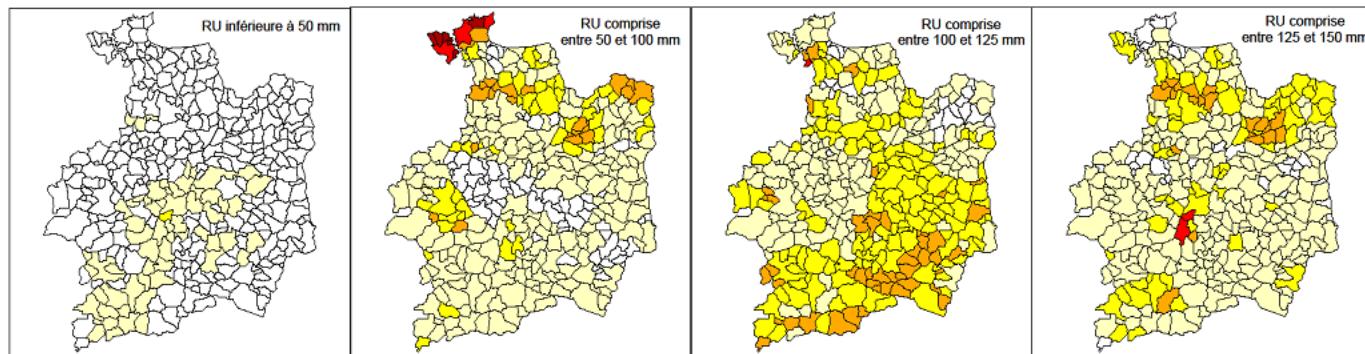 RU inférieure à 50 mm
RU comprise
entre 50 et 100 mm
RU comprise
entre 100 et 125 mm
RU comprise
entre 125 et 150 mm